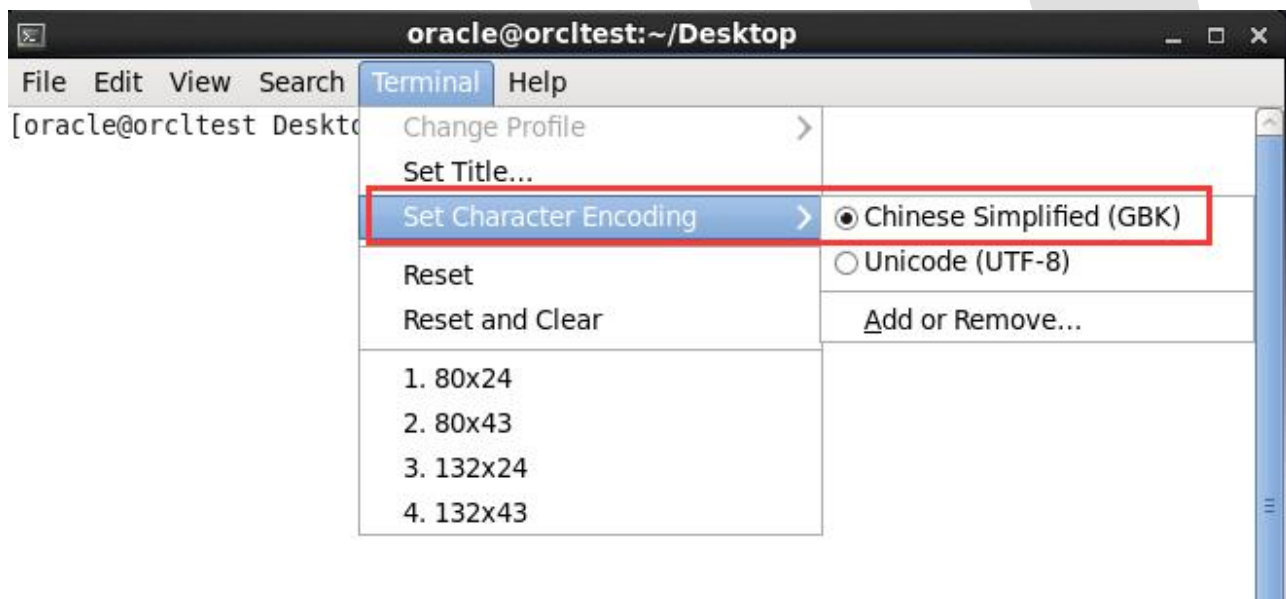 oracle@orcltest:~/Desktop
File Edit View Search Terminal Help
[oracle@orcltest
Change Profile
Set Title...
Set Character Encoding
Chinese Simplified (GBK)
Unicode (UTF-8)
Reset
Add or Remove...
Reset and Clear
1. 80x24
2. 80x43
3. 132x24
4. 132x43